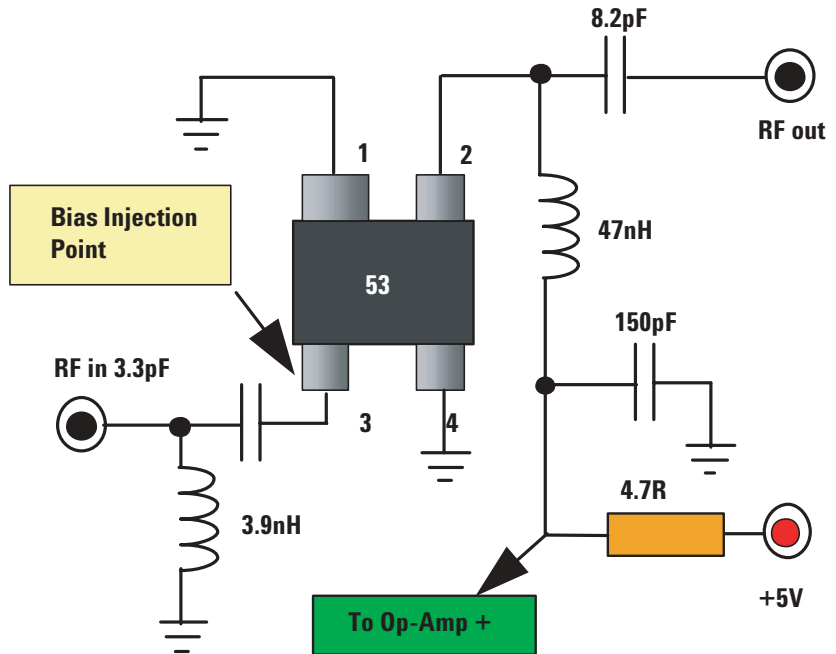 8.2pF
RF out
1
2
Bias Injection
Point
53
47nH
150pF
RF in 3.3pF
3
4
4.7R
3.9nH
+5V
To Op-Amp +